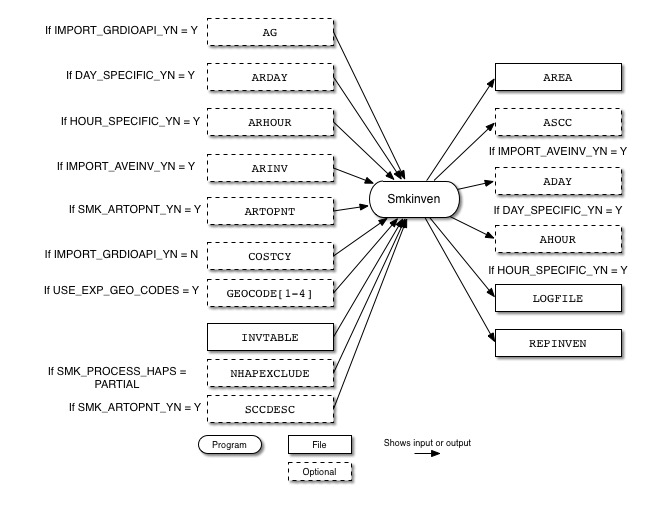 If IMPORT_GRDIOAPI_YN = Y
AG
If DAY_SPECIFIC_YN = Y
ARDAY
If HOUR_SPECIFIC_YN = Y
ARHOUR
If IMPORT_AVEINV_YN = Y
ARINV
If SMK_ARTOPNT_YN = Y
ARTOPNT
If IMPORT_GRDIOAPI_YN = N
COSTCY
If USE_EXP_GEO_CODES = Y
GEOCODE[1-4]
INVTABLE
If SMK_PROCESS_HAPS =
PARTIAL
NHAPEXCLUDE
If SMK_ARTOPNT_YN = Y
SCCDESC
Smkinven
AREA
ASCC
If IMPORT_AVEINV_YN = Y
ADAY
If DAY_SPECIFIC_YN = Y
AHOUR
If HOUR_SPECIFIC_YN = Y
LOGFILE
REPINVEN
Program
File
Shows input or output
Optional